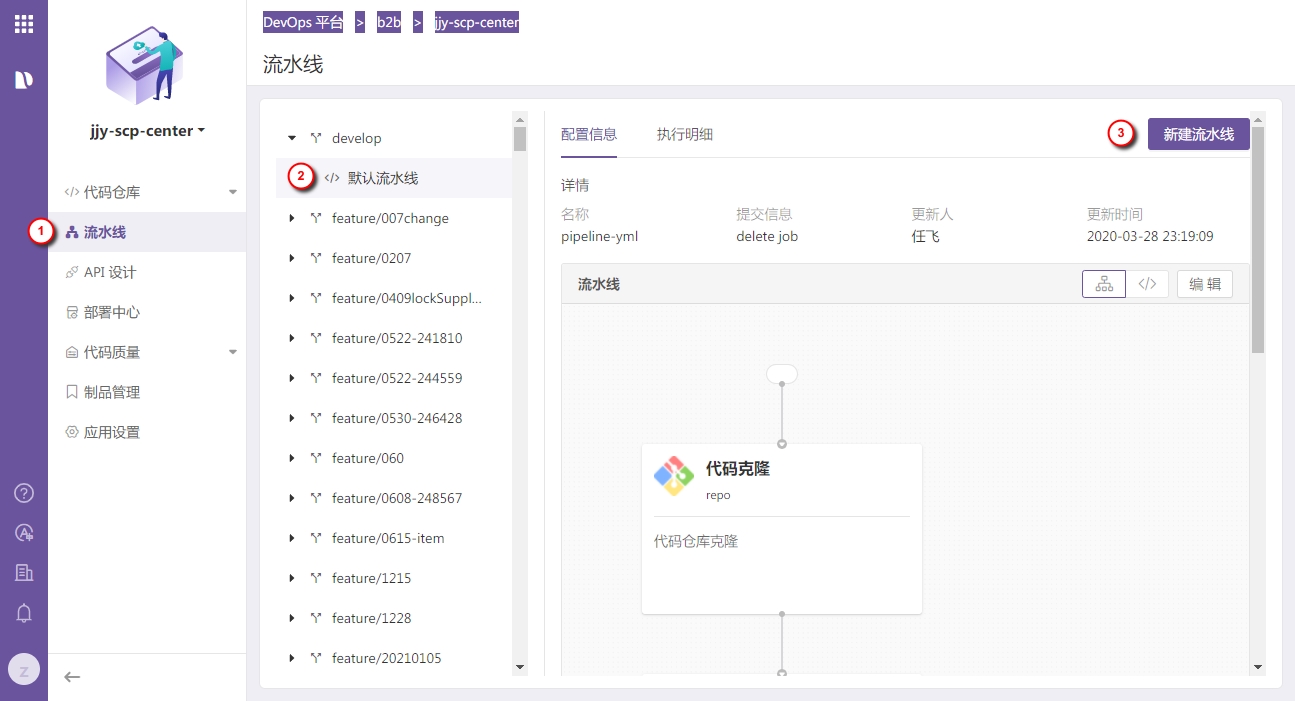 DevOps 平台 > b2b > jjy-scp-center
流水线
jjy-scp-center
代码仓库
1
流水线
API 设计
部署中心
代码质量
制品管理
应用设置
Z
develop
2
</> 默认流水线
feature/007change
feature/0207
feature/0409lockSuppl...
feature/0522-241810
feature/0522-244559
feature/0530-246428
feature/060
feature/0608-248567
feature/0615-item
feature/1215
feature/1228
feature/20210105
配置信息 执行明细
3
新建流水线
详情
名称 提交信息 更新人 更新时间
pipeline-yml delete job 任飞 2020-03-28 23:19:09
流水线 </> 编 辑
代码克隆
repo
代码仓库克隆